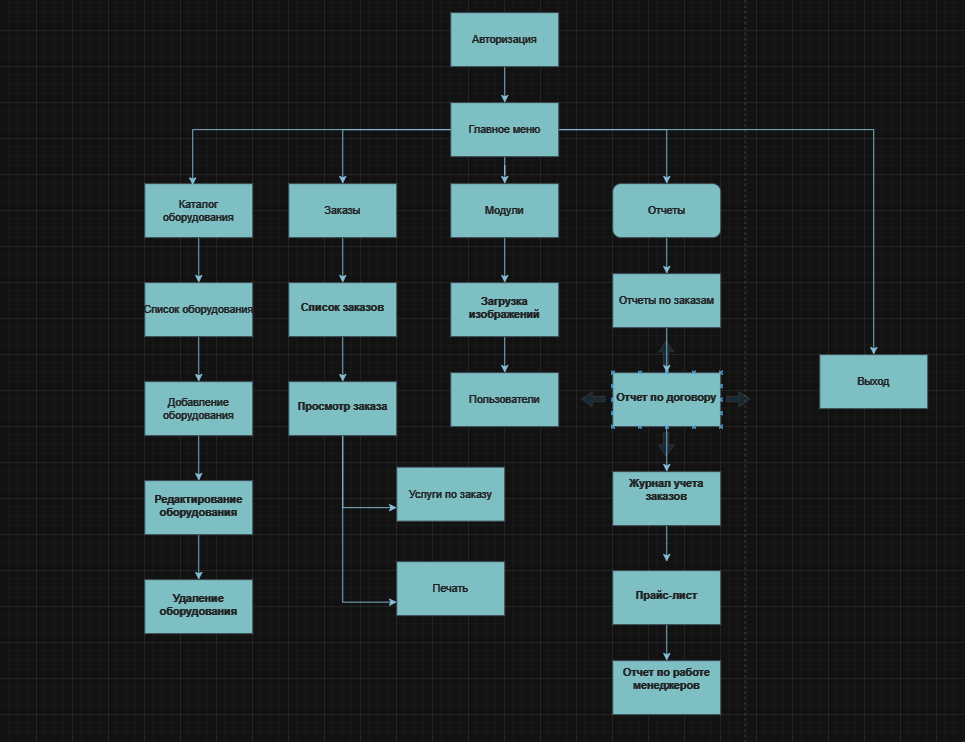 Авторизация
Главное меню
Каталог
оборудования
Заказы
Модули
Отчеты
Список оборудования
Список заказов
Загрузка
изображений
Отчеты по заказам
Добавление
оборудования
Просмотр заказа
Пользователи
Отчет по договору
Выход
Редактирование
оборудования
Услуги по заказу
Журнал учета
заказов
Удаление
оборудования
Печать
Прайс-лист
Отчет по работе
менеджеров